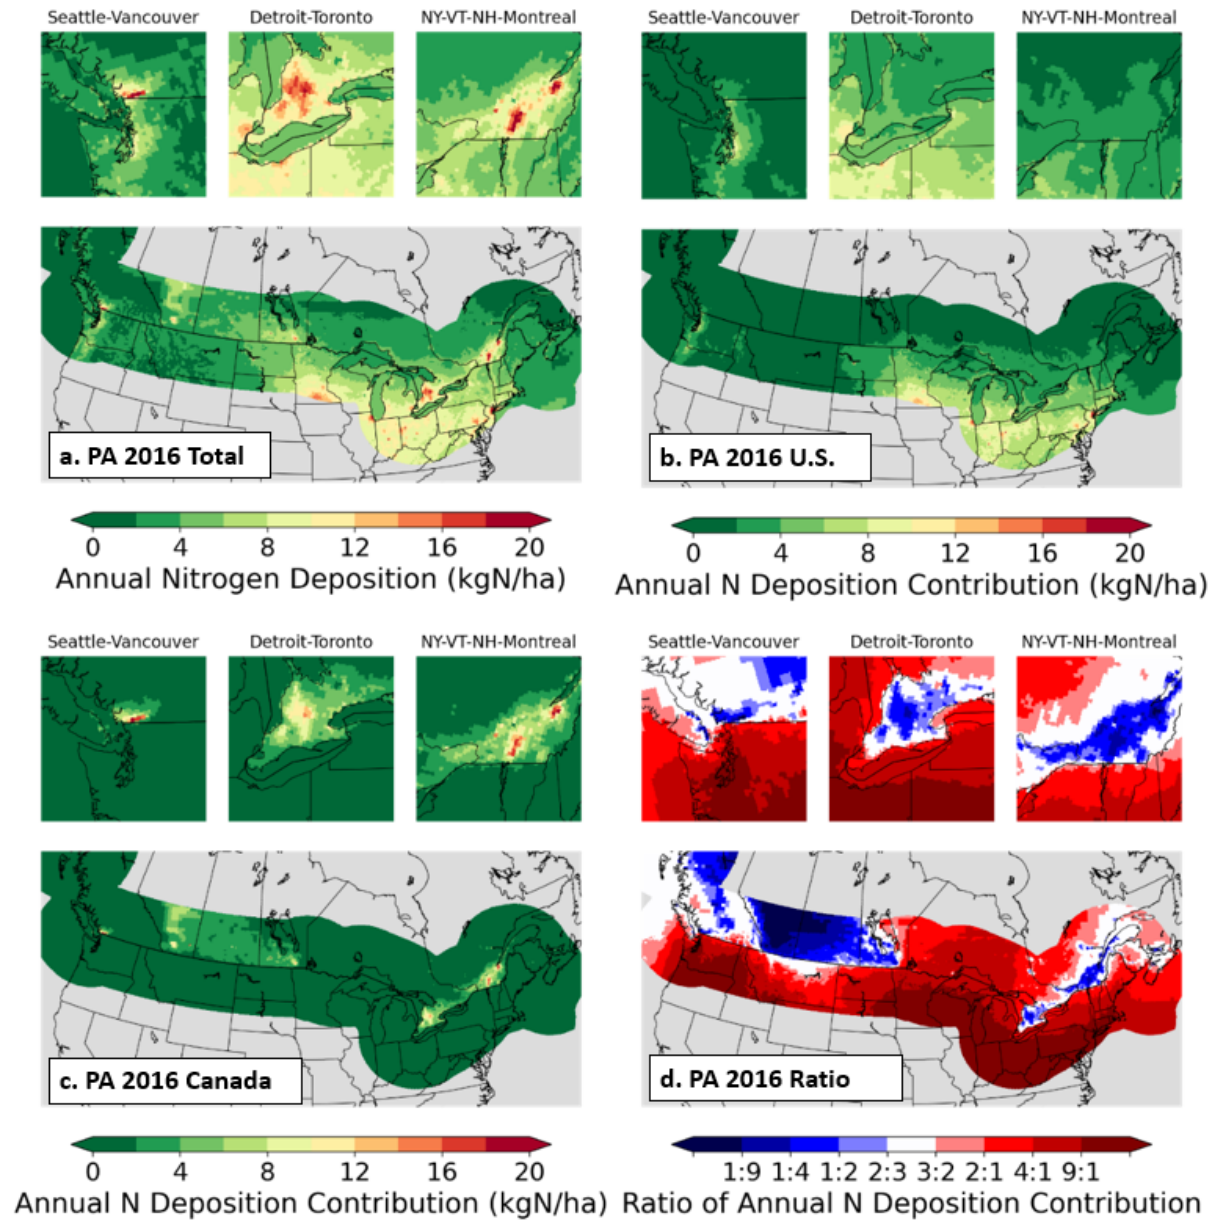 Seattle-Vancouver Detroit-Toronto NY-VT-NH-Montreal
a. PA 2016 Total
0 4 8 12 16 20
Annual Nitrogen Deposition (kgN/ha)
b. PA 2016 U.S.
0 4 8 12 16 20
Annual N Deposition Contribution (kgN/ha)
Seattle-Vancouver Detroit-Toronto NY-VT-NH-Montreal
c. PA 2016 Canada
0 4 8 12 16 20
Annual N Deposition Contribution (kgN/ha)
Seattle-Vancouver Detroit-Toronto NY-VT-NH-Montreal
d. PA 2016 Ratio
1:9 1:4 1:2 2:3 3:2 2:1 4:1 9:1
Ratio of Annual N Deposition Contribution
Seattle-Vancouver Detroit-Toronto NY-VT-NH-Montreal